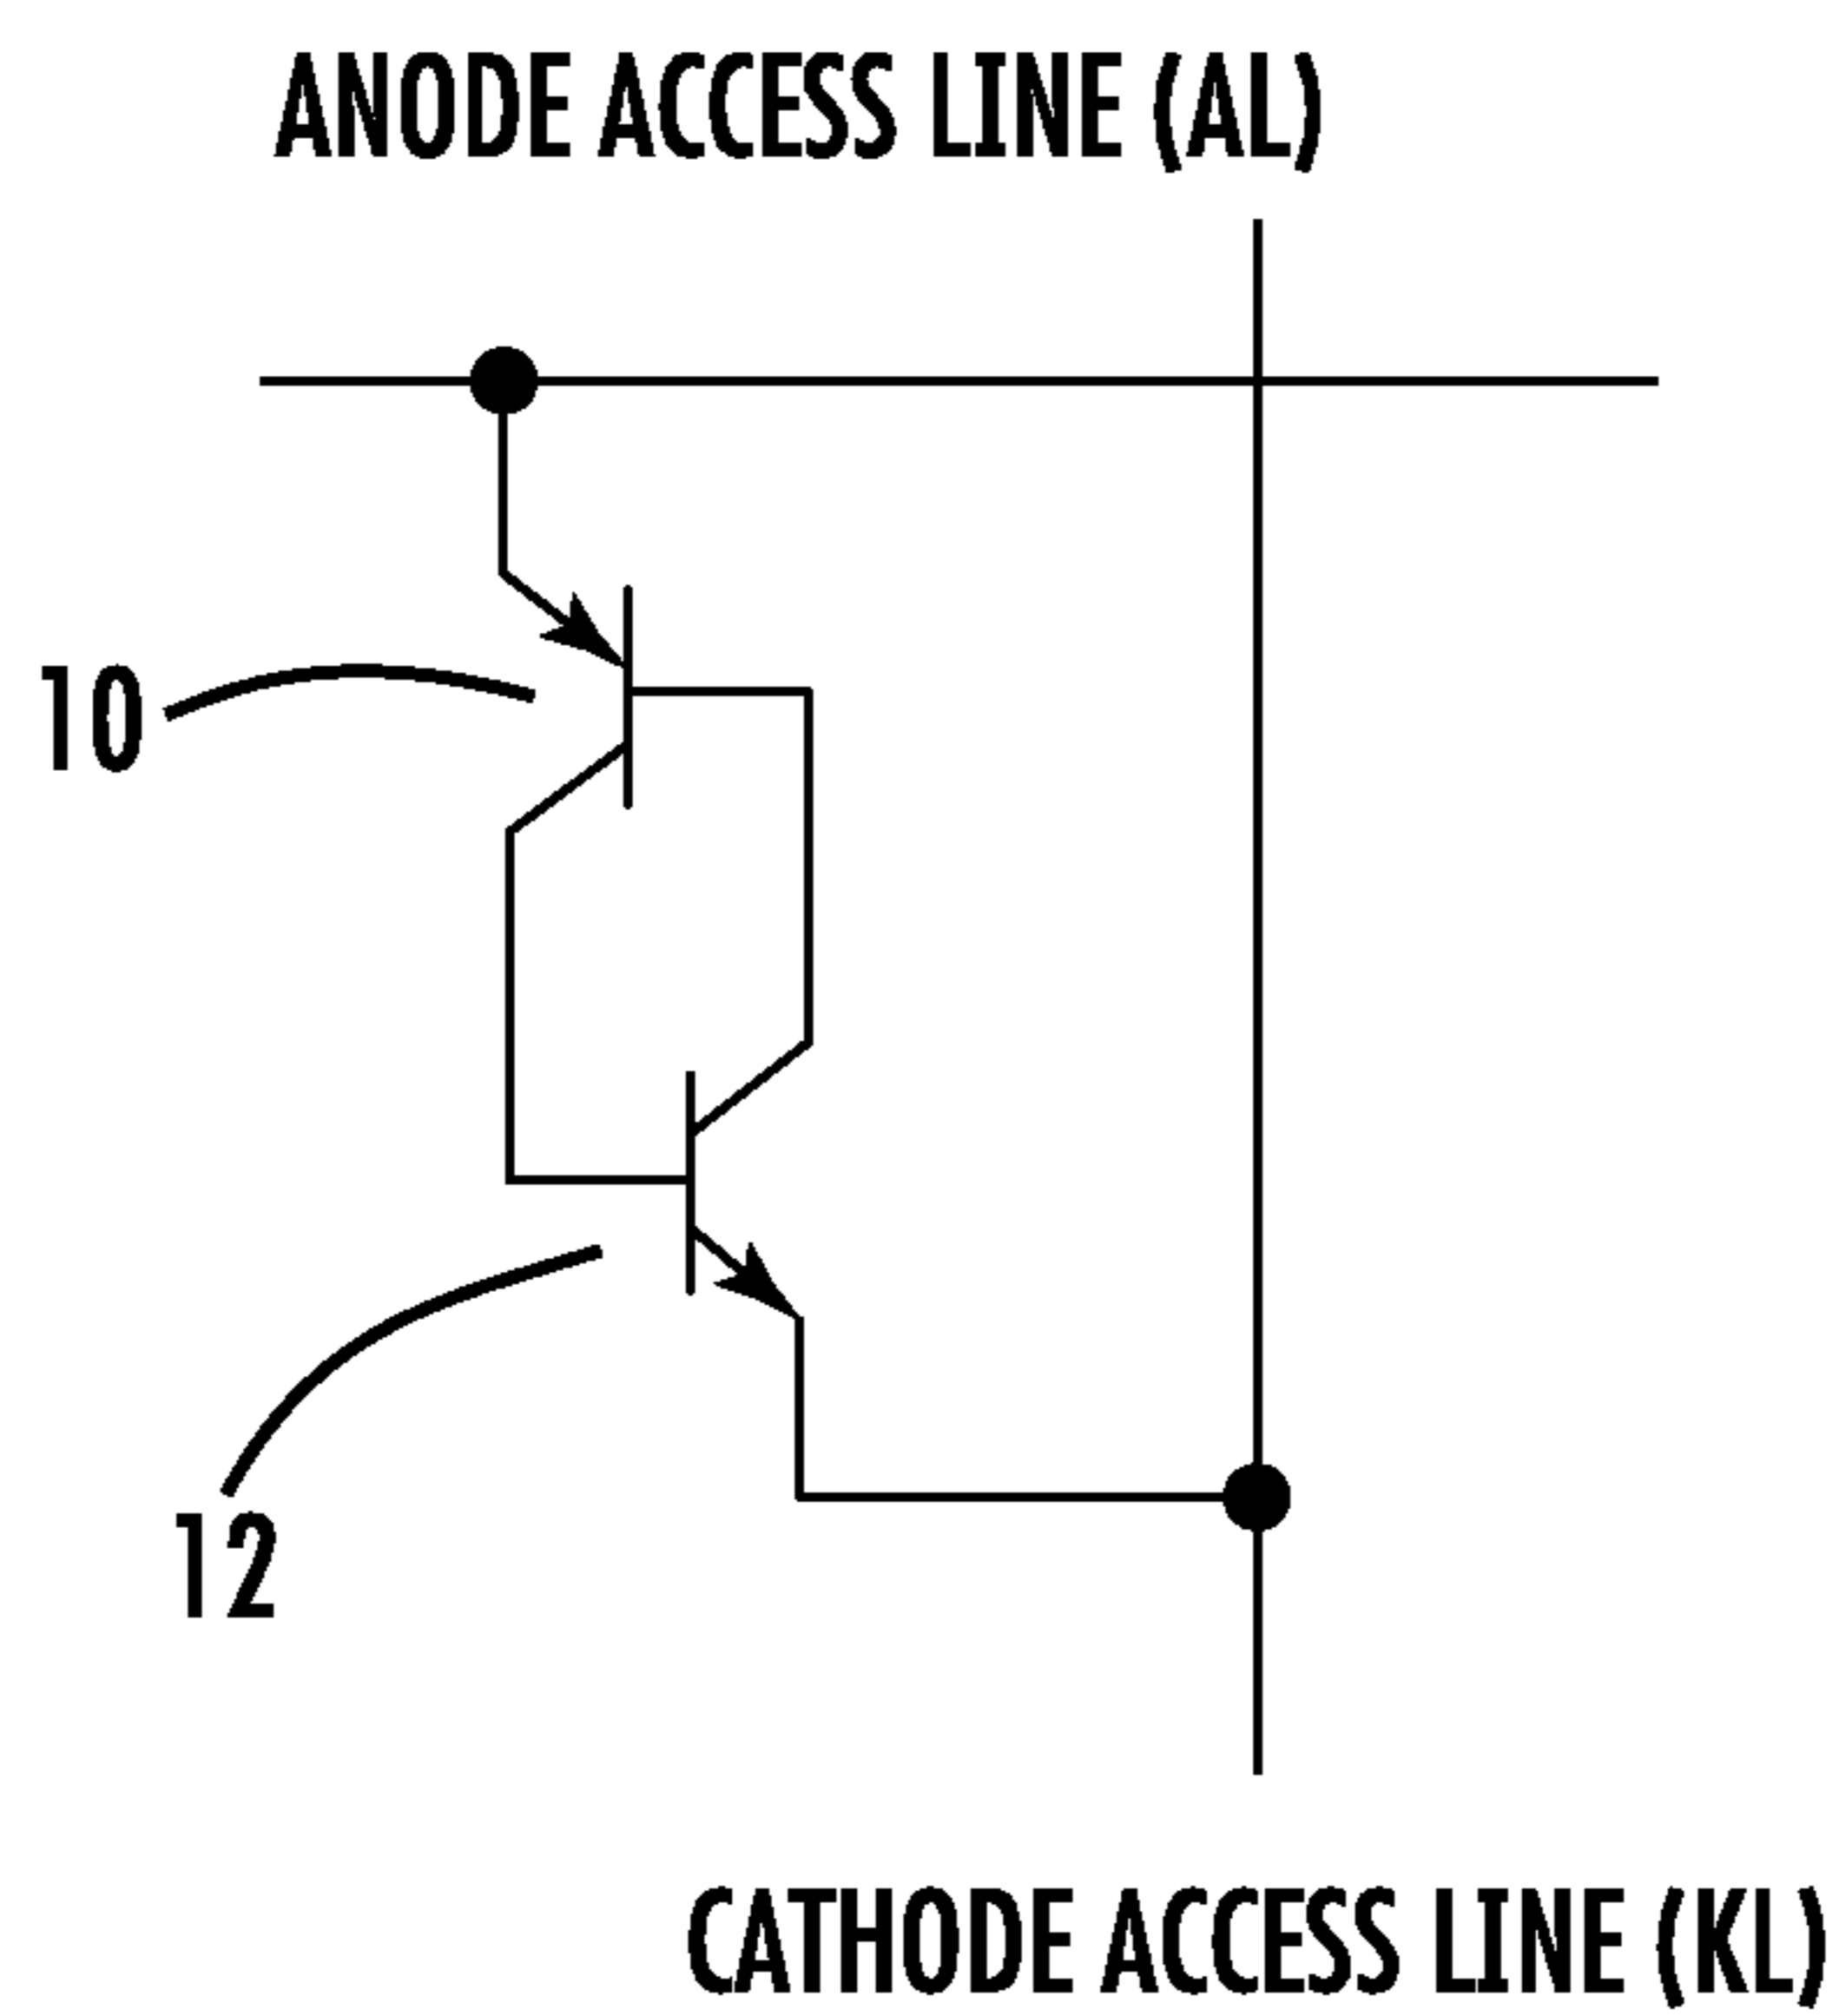 ANODE ACCESS LINE (AL)
10
12
CATHODE ACCESS LINE (KL)